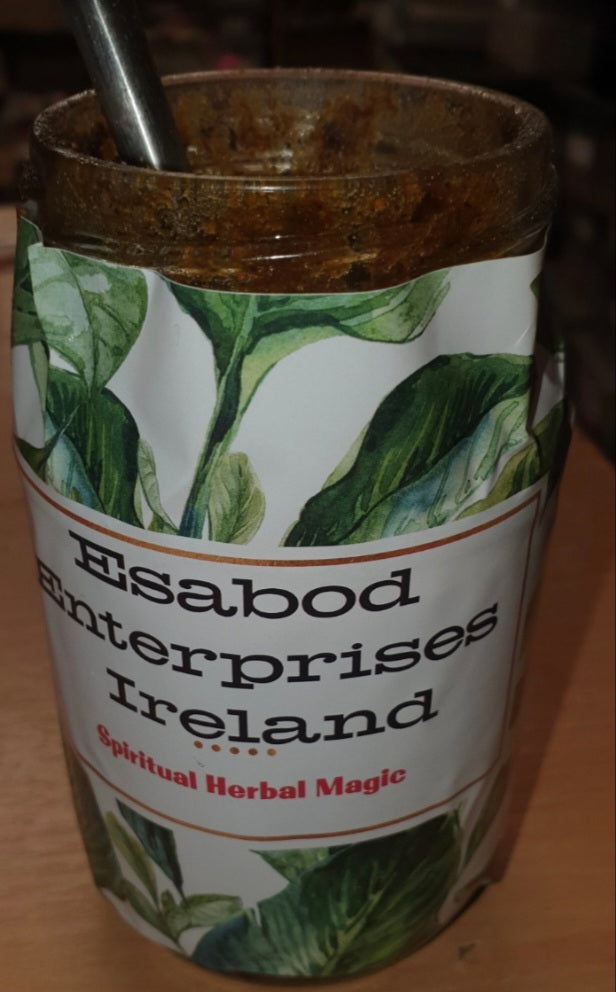 Esabod
Enterprises
Ireland
Spiritual Herbal Magic